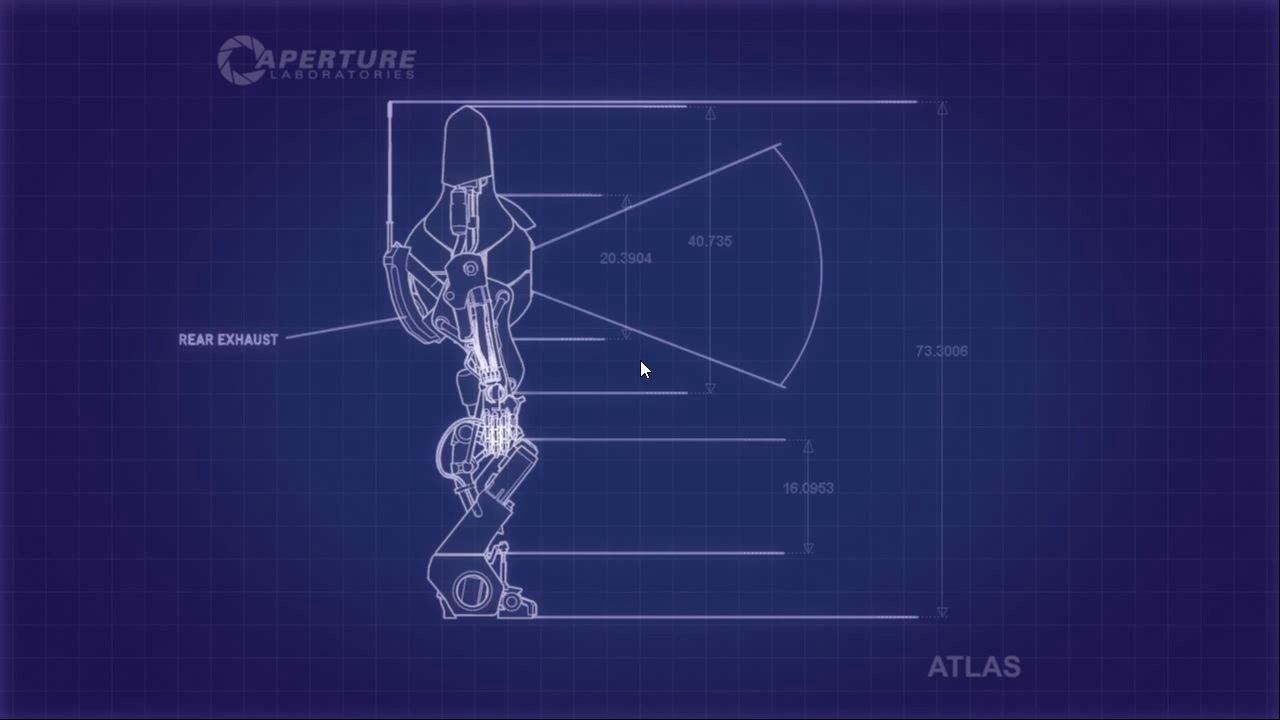 APERTURE
LABORATORIES
40.735
20.3904
REAR EXHAUST
73.3006
16.0953
ATLAS